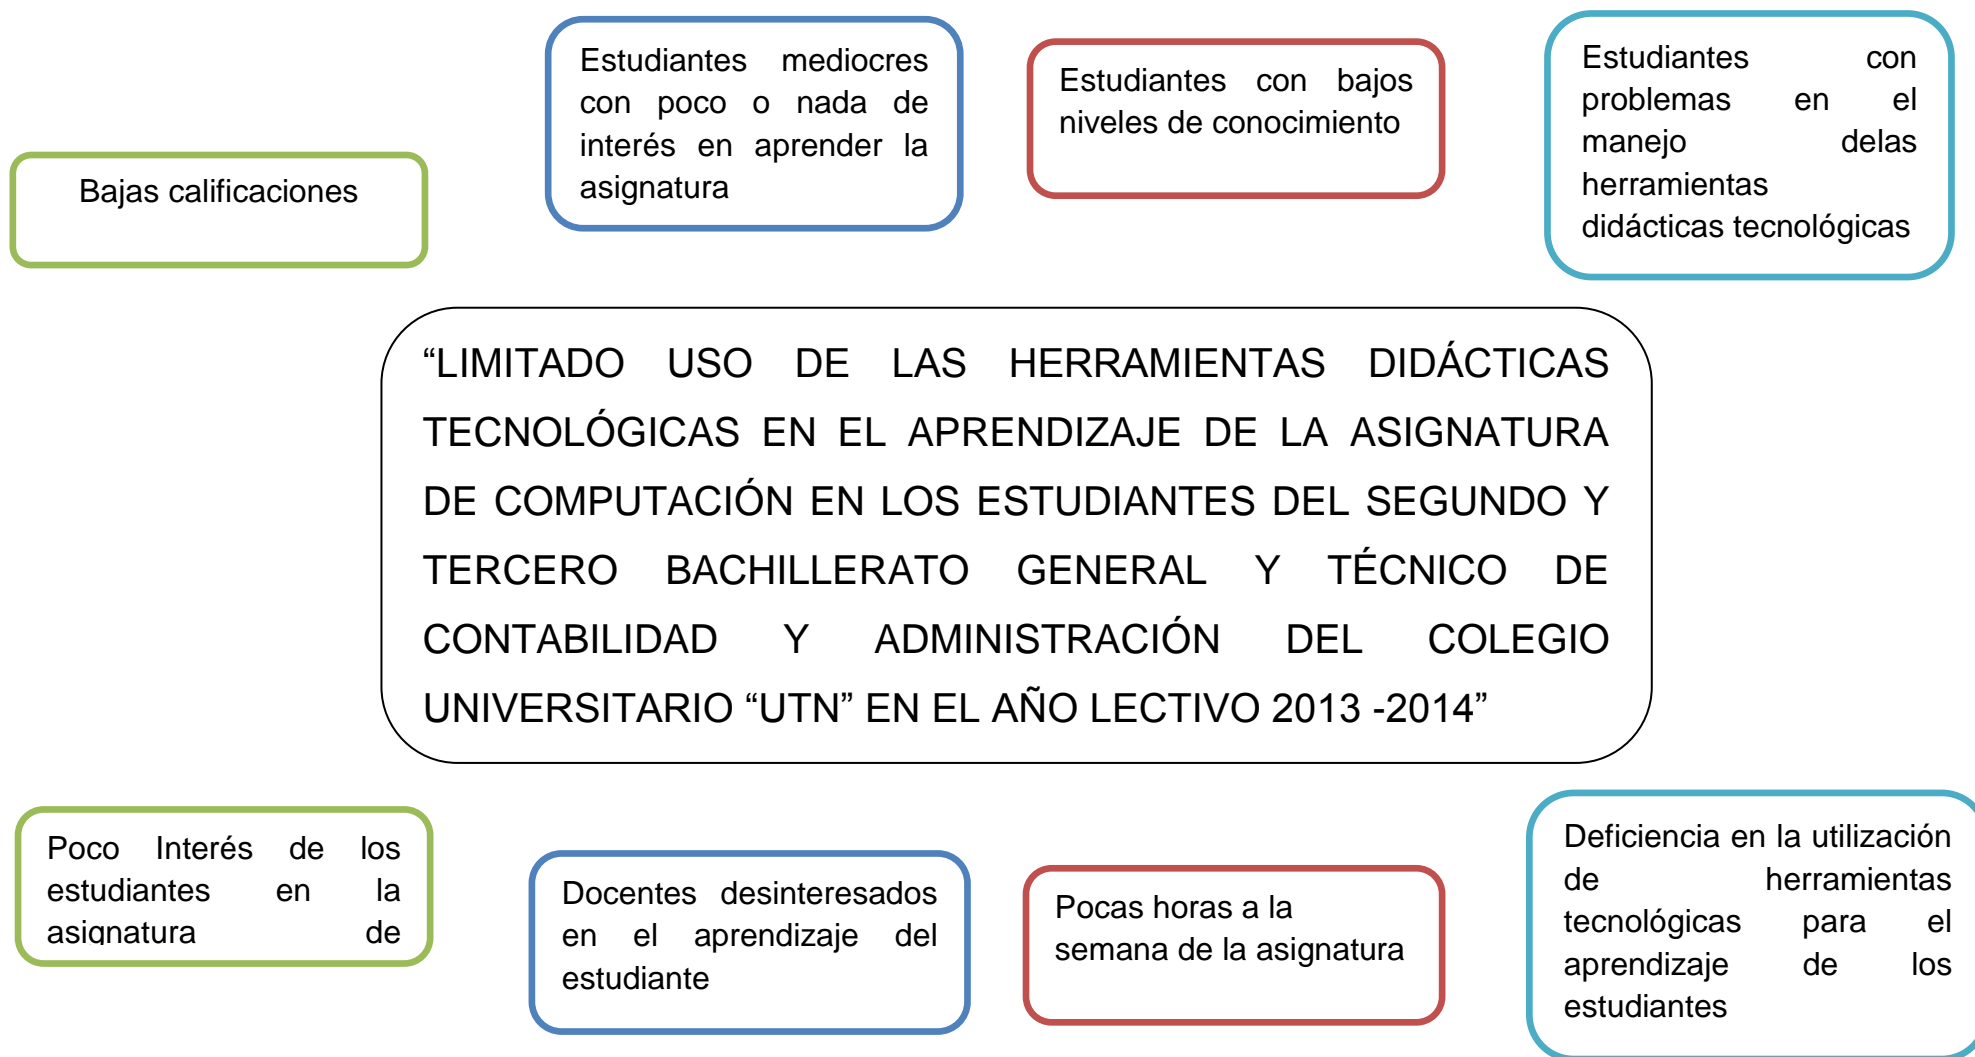 Bajas calificaciones
Estudiantes mediocres
con poco o nada de
interés en aprender la
asignatura
Estudiantes con bajos
niveles de conocimiento
Estudiantes con
problemas en el
manejo delas
herramientas
didácticas tecnológicas
“LIMITADO USO DE LAS HERRAMIENTAS DIDÁCTICAS
TECNOLÓGICAS EN EL APRENDIZAJE DE LA ASIGNATURA
DE COMPUTACIÓN EN LOS ESTUDIANTES DEL SEGUNDO Y
TERCERO BACHILLERATO GENERAL Y TÉCNICO DE
CONTABILIDAD Y ADMINISTRACIÓN DEL COLEGIO
UNIVERSITARIO “UTN” EN EL AÑO LECTIVO 2013 -2014”
Poco Interés de los
estudiantes en la
asignatura de
Docentes desinteresados
en el aprendizaje del
estudiante
Pocas horas a la
semana de la asignatura
Deficiencia en la utilización
de herramientas
tecnológicas para el
aprendizaje de los
estudiantes